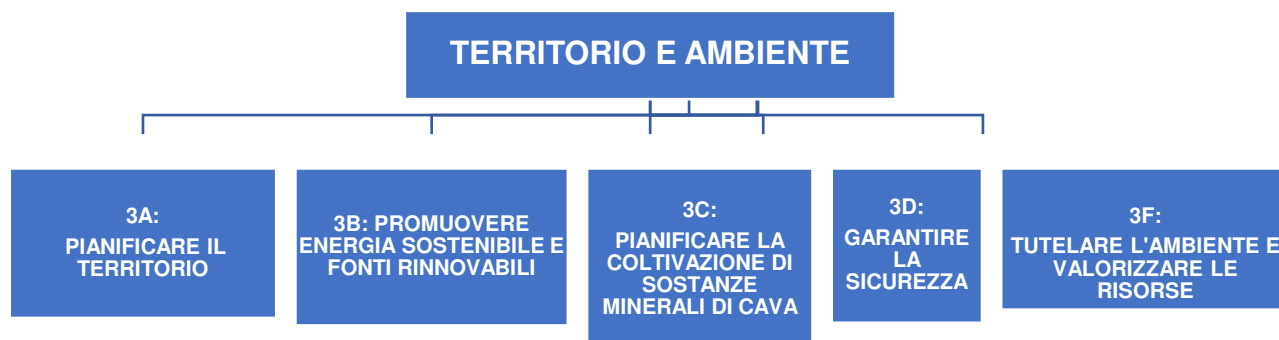 TERRITORIO E AMBIENTE
3A:
PIANIFICARE IL
TERRITORIO
3B: PROMUOVERE
ENERGIA SOSTENIBILE E
FONTI RINNOVABILI
3C:
PIANIFICARE LA
COLTIVAZIONE DI
SOSTANZE
MINERALI DI CAVA
3D:
GARANTIRE
LA
SICUREZZA
3F:
TUTELARE L'AMBIENTE E
VALORIZZARE LE
RISORSE